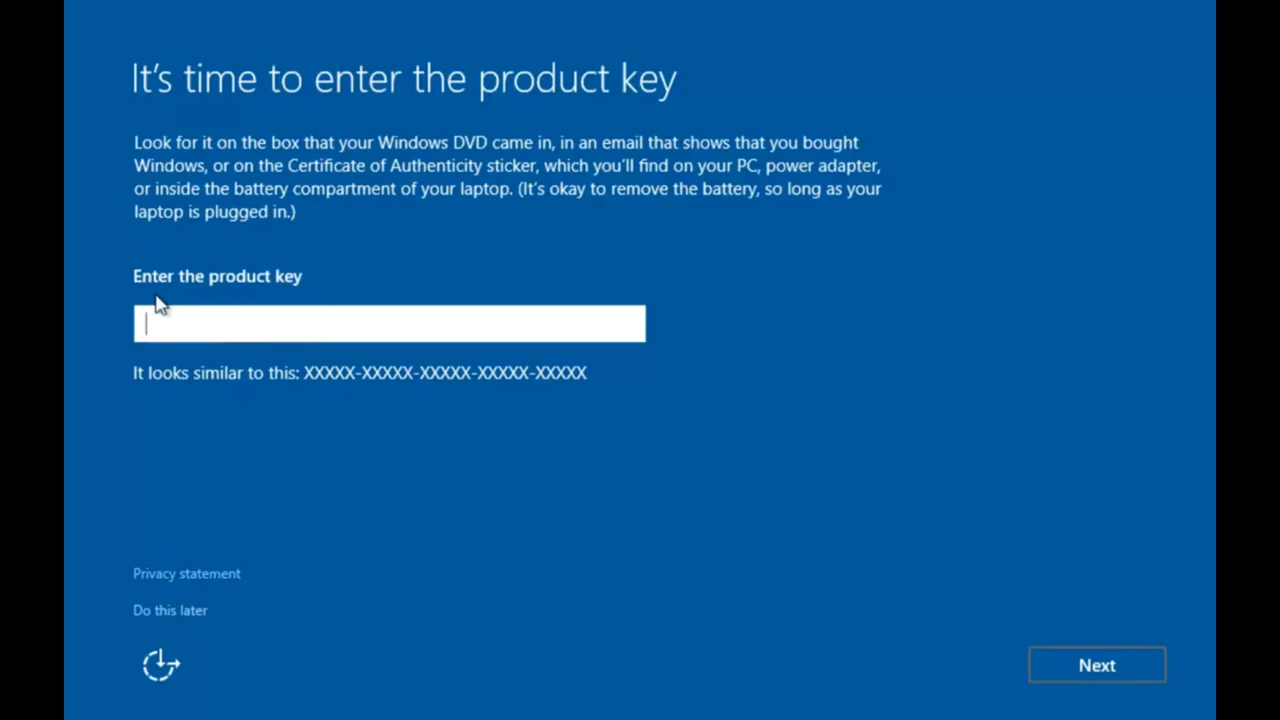 It's time to enter the product key
Look for it on the box that your Windows DVD came in, in an email that shows that you bought
Windows, or on the Certificate of Authenticity sticker, which you'll find on your PC, power adapter,
or inside the battery compartment of your laptop. (It's okay to remove the battery, so long as your
laptop is plugged in.)
Enter the product key
It looks similar to this: XXXXX-XXXXX-XXXXX-XXXXX-XXXXX
Privacy statement
Do this later
Next